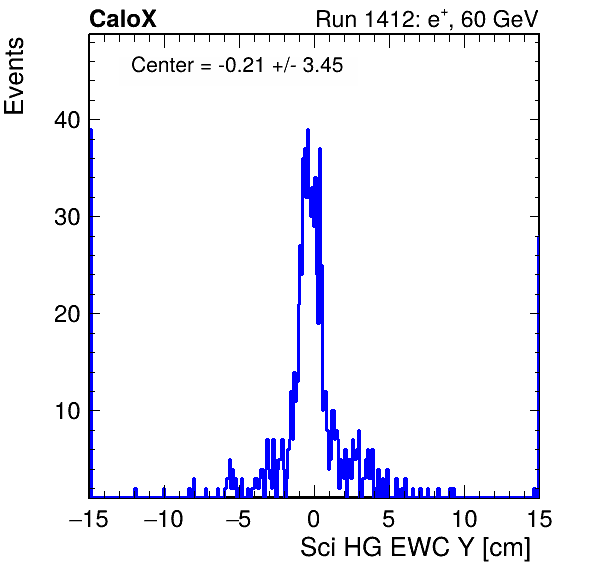 CaloX Run 1412: e⁺, 60 GeV
Center = -0.21 +/- 3.45
Events
40
30
20
10
−15 −10 −5 0 5 10 15
Sci HG EWC Y [cm]